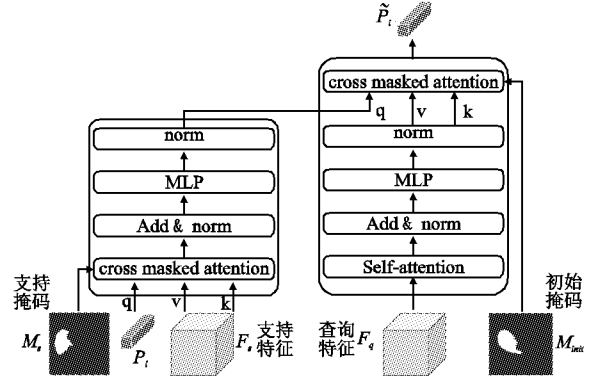 P̃ₜ
cross masked attention
q v k
norm
norm
MLP
MLP
Add & norm
Add & norm
cross masked attention
Self-attention
支持
掩码
q v k
初始
掩码
Mₛ
Pₜ
Fₛ 支持
特征
查询
特征 F_q
M_init